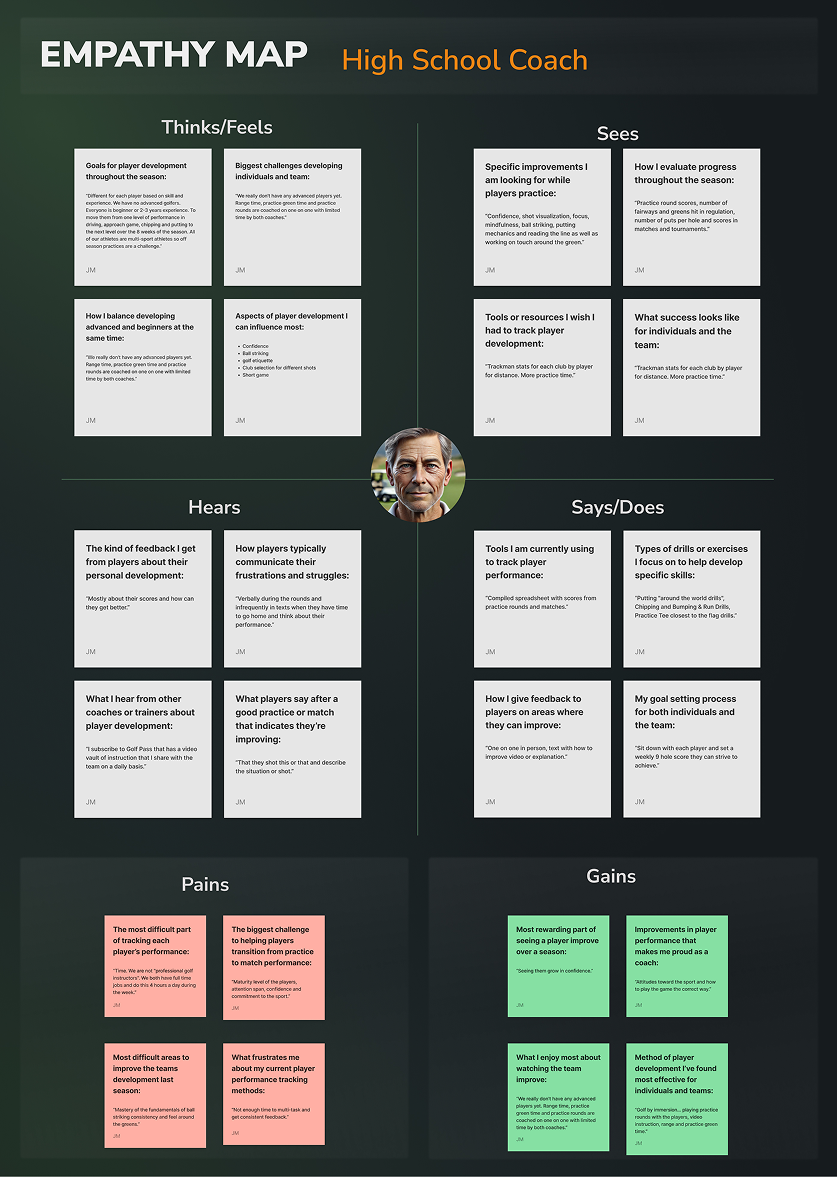 EMPATHY MAP
High School Coach
Thinks/Feels
Goals for player development
throughout the season:
"Different for each player based on skill and
experience. We have no advanced golfers.
Everyone is beginner or 2-3 years experience. To
move them from one level of performance in
driving, approach game, chipping and putting to
the next level over the 8 weeks of the season. All
of our athletes are multi-sport athletes so off
season practices are a challenge."
JM
Biggest challenges developing
individuals and team:
"We really don't have any advanced players yet.
Range time, practice green time and practice
rounds are coached on one on one with limited
time by both coaches."
JM
How I balance developing
advanced and beginners at the
same time:
"We really don't have any advanced players yet.
Range time, practice green time and practice
rounds are coached on one on one with limited
time by both coaches."
JM
Aspects of player development I
can influence most:
• Confidence
• Ball striking
• golf etiquette
• Club selection for different shots
• Short game
JM
Sees
Specific improvements I
am looking for while
players practice:
"Confidence, shot visualization, focus,
mindfulness, ball striking, putting
mechanics and reading the line as well as
working on touch around the green."
JM
How I evaluate progress
throughout the season:
"Practice round scores, number of
fairways and greens hit in regulation,
number of putts per hole and scores in
matches and tournaments."
JM
Tools or resources I wish I
had to track player
development:
"Trackman stats for each club by player
for distance. More practice time."
JM
What success looks like
for individuals and the
team:
"Trackman stats for each club by player
for distance. More practice time."
JM
Hears
The kind of feedback I get
from players about their
personal development:
"Mostly about their scores and how can
they get better."
JM
How players typically
communicate their
frustrations and struggles:
"Verbally during the rounds and
infrequently in texts when they have time
to go home and think about their
performance."
JM
What I hear from other
coaches or trainers about
player development:
"I subscribe to Golf Pass that has a video
vault of instruction that I share with the
team on a daily basis."
JM
What players say after a
good practice or match
that indicates they're
improving:
"That they shot this or that and describe
the situation or shot."
JM
Says/Does
Tools I am currently using
to track player
performance:
"Compiled spreadsheet with scores from
practice rounds and matches."
JM
Types of drills or exercises
I focus on to help develop
specific skills:
"Putting "around the world drills",
Chipping and Bumping & Run Drills,
Practice Tee closest to the flag drills."
JM
How I give feedback to
players on areas where
they can improve:
"One on one in person, text with how to
improve video or explanation."
JM
My goal setting process
for both individuals and
the team:
"Sit down with each player and set a
weekly 9 hole score they can strive to
achieve."
JM
Pains
The most difficult part
of tracking each
player's performance:
"Time. We are not "professional golf
instructors". We both have full time
jobs and do this 4 hours a day during
the week."
JM
The biggest challenge
to helping players
transition from practice
to match performance:
"Maturity level of the players,
attention span, confidence and
commitment to the sport."
JM
Most difficult areas to
improve the teams
development last
season:
"Mastery of the fundamentals of ball
striking consistency and feel around
the greens."
JM
What frustrates me
about my current player
performance tracking
methods:
"Not enough time to multi-task and
get consistent feedback."
JM
Gains
Most rewarding part of
seeing a player improve
over a season:
"Seeing them grow in confidence."
JM
Improvements in player
performance that
makes me proud as a
coach:
"Attitudes toward the sport and how
to play the game the correct way."
JM
What I enjoy most about
watching the team
improve:
"We really don't have any advanced
players yet. Range time, practice
green time and practice rounds are
coached on one on one with limited
time by both coaches."
JM
Method of player
development I've found
most effective for
individuals and teams:
"Golf by immersion... playing practice
rounds with the players, video
instruction, range and practice green
time."
JM